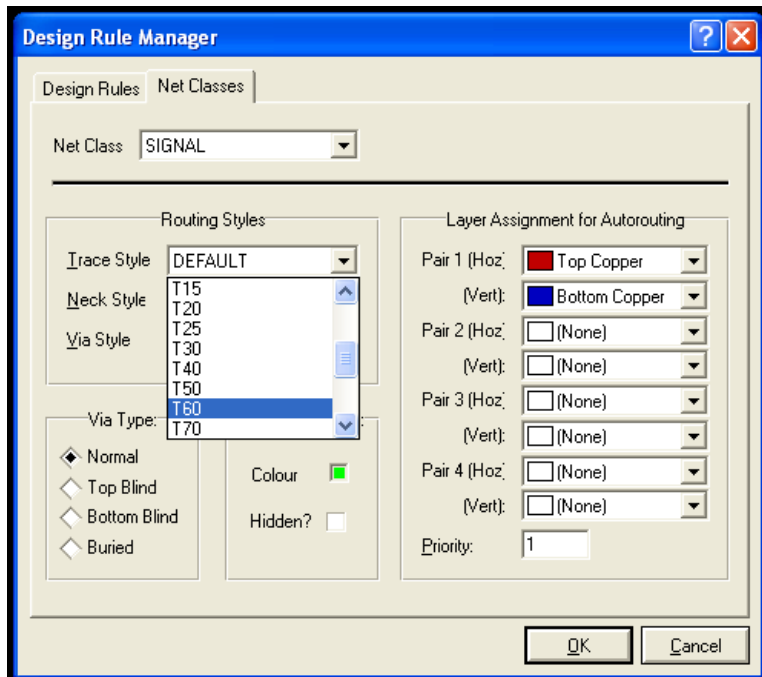 Design Rule Manager
Design Rules Net Classes
Net Class SIGNAL
Routing Styles
Trace Style DEFAULT
Neck Style
Via Style
T15
T20
T25
T30
T40
T50
T60
T70
Via Type:
Normal
Top Blind
Bottom Blind
Buried
Colour
Hidden?
Layer Assignment for Autorouting
Pair 1 (Hoz) Top Copper
(Vert): Bottom Copper
Pair 2 (Hoz) (None)
(Vert): (None)
Pair 3 (Hoz) (None)
(Vert): (None)
Pair 4 (Hoz) (None)
(Vert): (None)
Priority: 1
OK Cancel